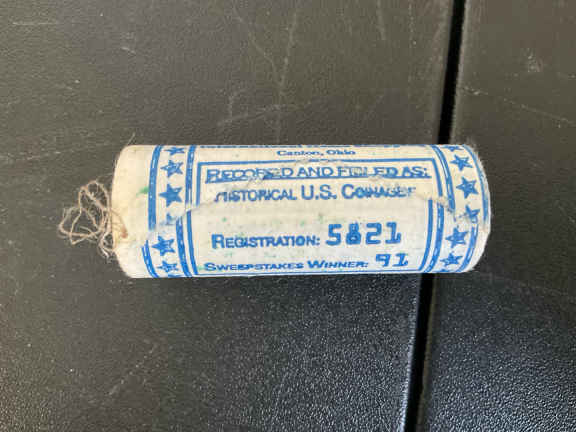 Canton, Ohio
RECORDED AND FILED AS:
HISTORICAL U.S. COINAGE
REGISTRATION: 5821
SWEEPSTAKES WINNER: 91